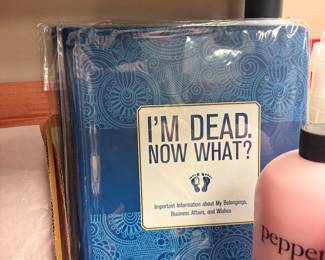 I'M DEAD.
NOW WHAT?
Important Information about My Belongings,
Business Affairs, and Wishes
pepper